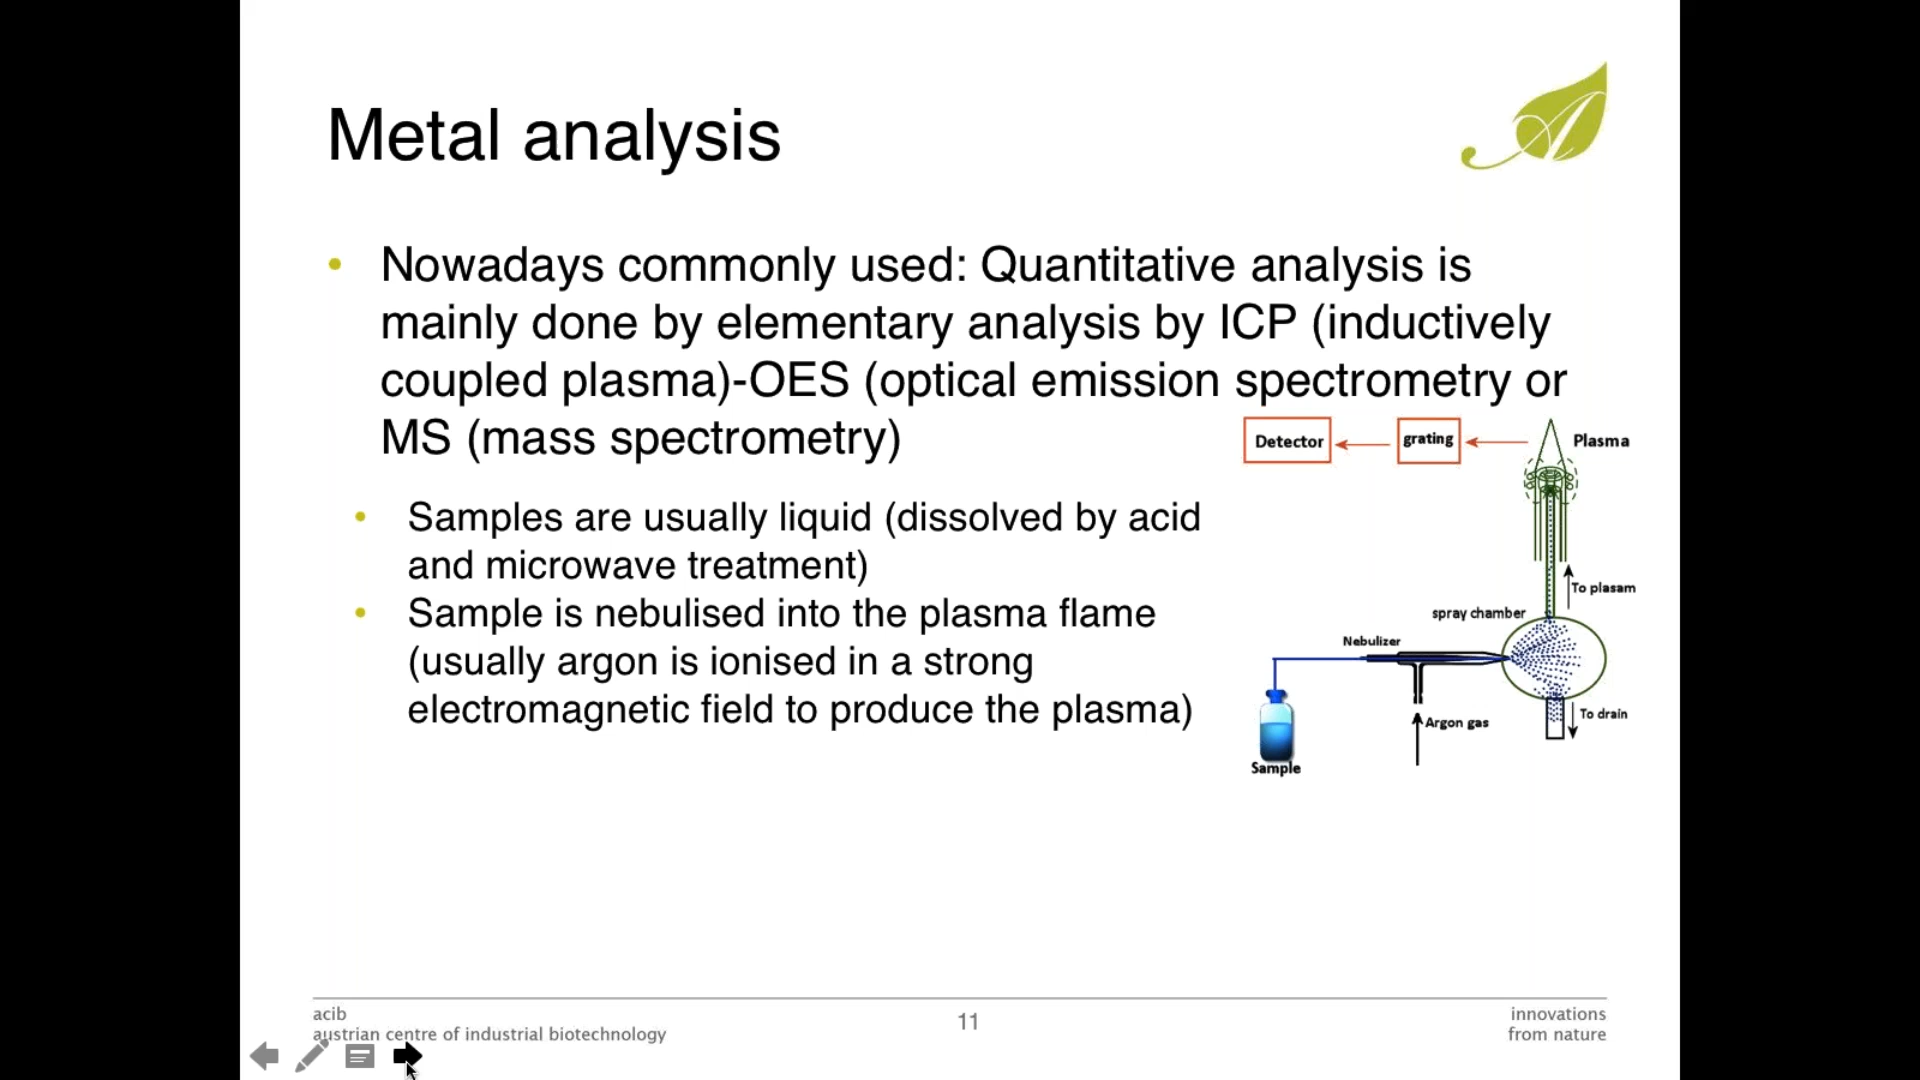 Metal analysis
• Nowadays commonly used: Quantitative analysis is
mainly done by elementary analysis by ICP (inductively
coupled plasma)-OES (optical emission spectrometry or
MS (mass spectrometry)
• Samples are usually liquid (dissolved by acid
and microwave treatment)
• Sample is nebulised into the plasma flame
(usually argon is ionised in a strong
electromagnetic field to produce the plasma)
Detector
grating
Plasma
To plasam
spray chamber
Nebulizer
To drain
Argon gas
Sample
acib
austrian centre of industrial biotechnology
11
innovations
from nature